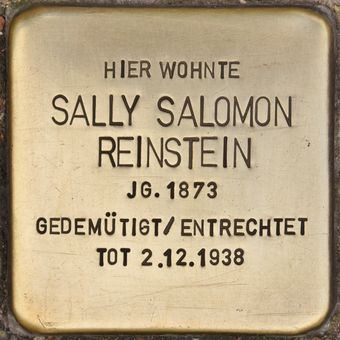 HIER WOHNTE
SALLY SALOMON
REINSTEIN
JG. 1873
GEDEMÜTIGT/ENTRECHTET
TOT 2.12.1938